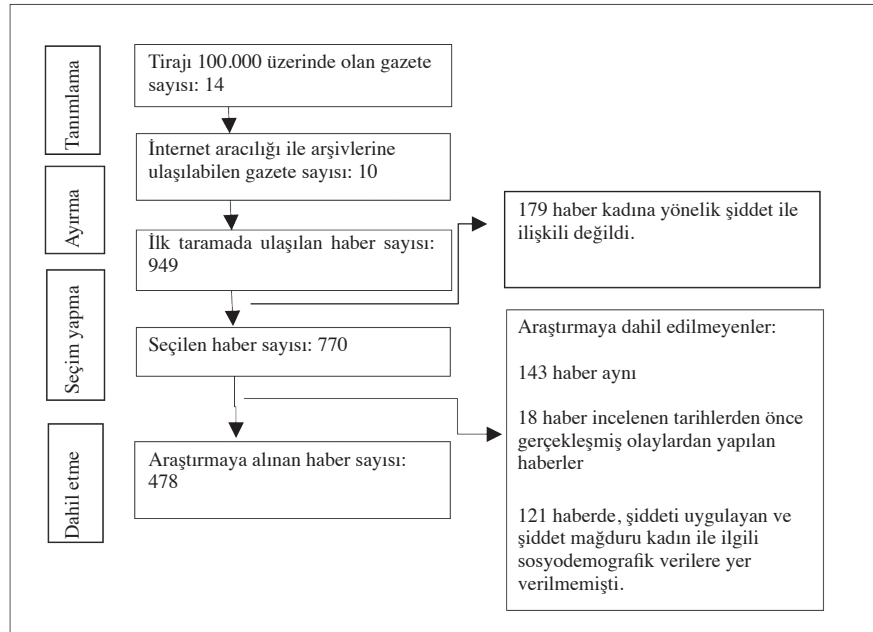 Tanımlama
Tirajı 100.000 üzerinde olan gazete
sayısı: 14
İnternet aracılığı ile arşivlerine
ulaşılabilen gazete sayısı: 10
Ayırma
179 haber kadına yönelik şiddet ile
ilişkili değildi.
İlk taramada ulaşılan haber sayısı:
949
Seçim yapma
Seçilen haber sayısı: 770
Araştırmaya dahil edilmeyenler:
143 haber aynı
18 haber incelenen tarihlerden önce
gerçekleşmiş olaylardan yapılan
haberler
121 haberde, şiddeti uygulayan ve
şiddet mağduru kadın ile ilgili
sosyodemografik verilere yer
verilmemişti.
Dahil etme
Araştırmaya alınan haber sayısı:
478